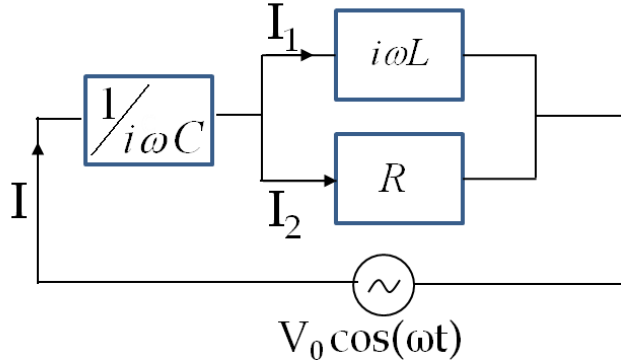 I₁
iωL
1/iωC
R
I
I₂
V₀ cos(ωt)